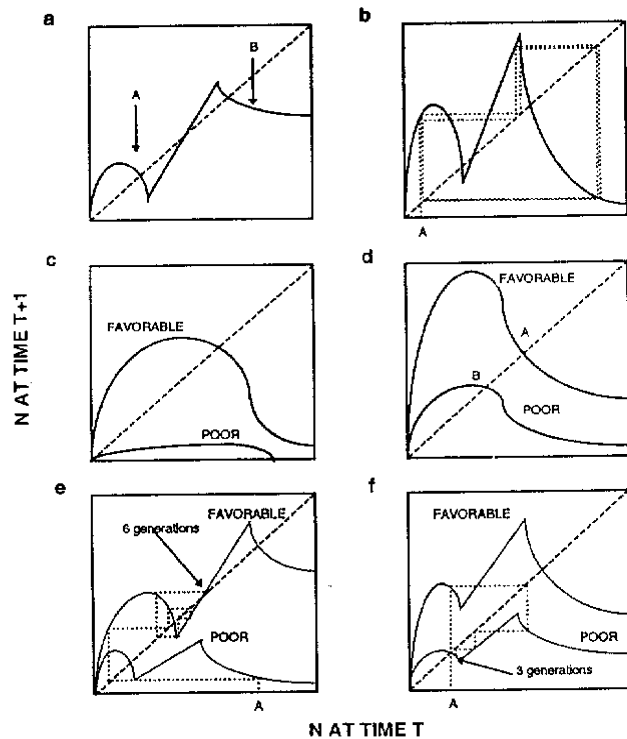 a
A
B
b
A
c
FAVORABLE
POOR
d
FAVORABLE
A
B
POOR
N AT TIME T+1
e
6 generations
FAVORABLE
POOR
A
f
FAVORABLE
POOR
3 generations
A
N AT TIME T